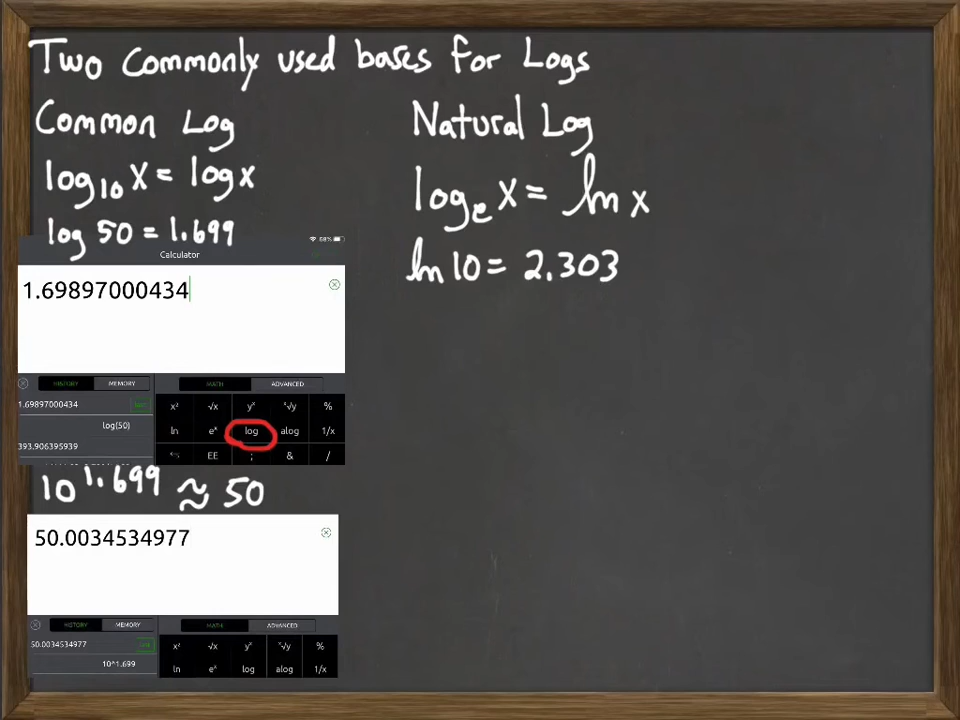 Two commonly used bases for Logs
Common Log
log₁₀ x = log x
log 50 = 1.699
58%
Calculator
1.69897000434
HISTORY MEMORY MATH ADVANCED
1.69897000434
log(50)
393.906395939
x² √x yˣ ˣ√y %
ln eˣ log alog 1/x
EE ; & /
10^1.699 ≈ 50
50.0034534977
HISTORY MEMORY MATH ADVANCED
50.0034534977
10^1.699
x² √x yˣ ˣ√y %
ln eˣ log alog 1/x
Natural Log
logₑ x = ln x
ln 10 = 2.303